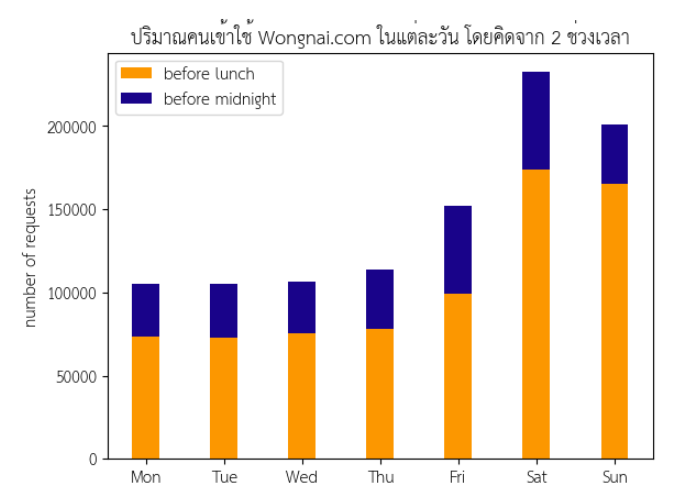 ปริมาณคนเข้าใช้ Wongnai.com ในแต่ละวัน โดยคิดจาก 2 ช่วงเวลา
before lunch
before midnight
number of requests
200000
150000
100000
50000
0
Mon Tue Wed Thu Fri Sat Sun